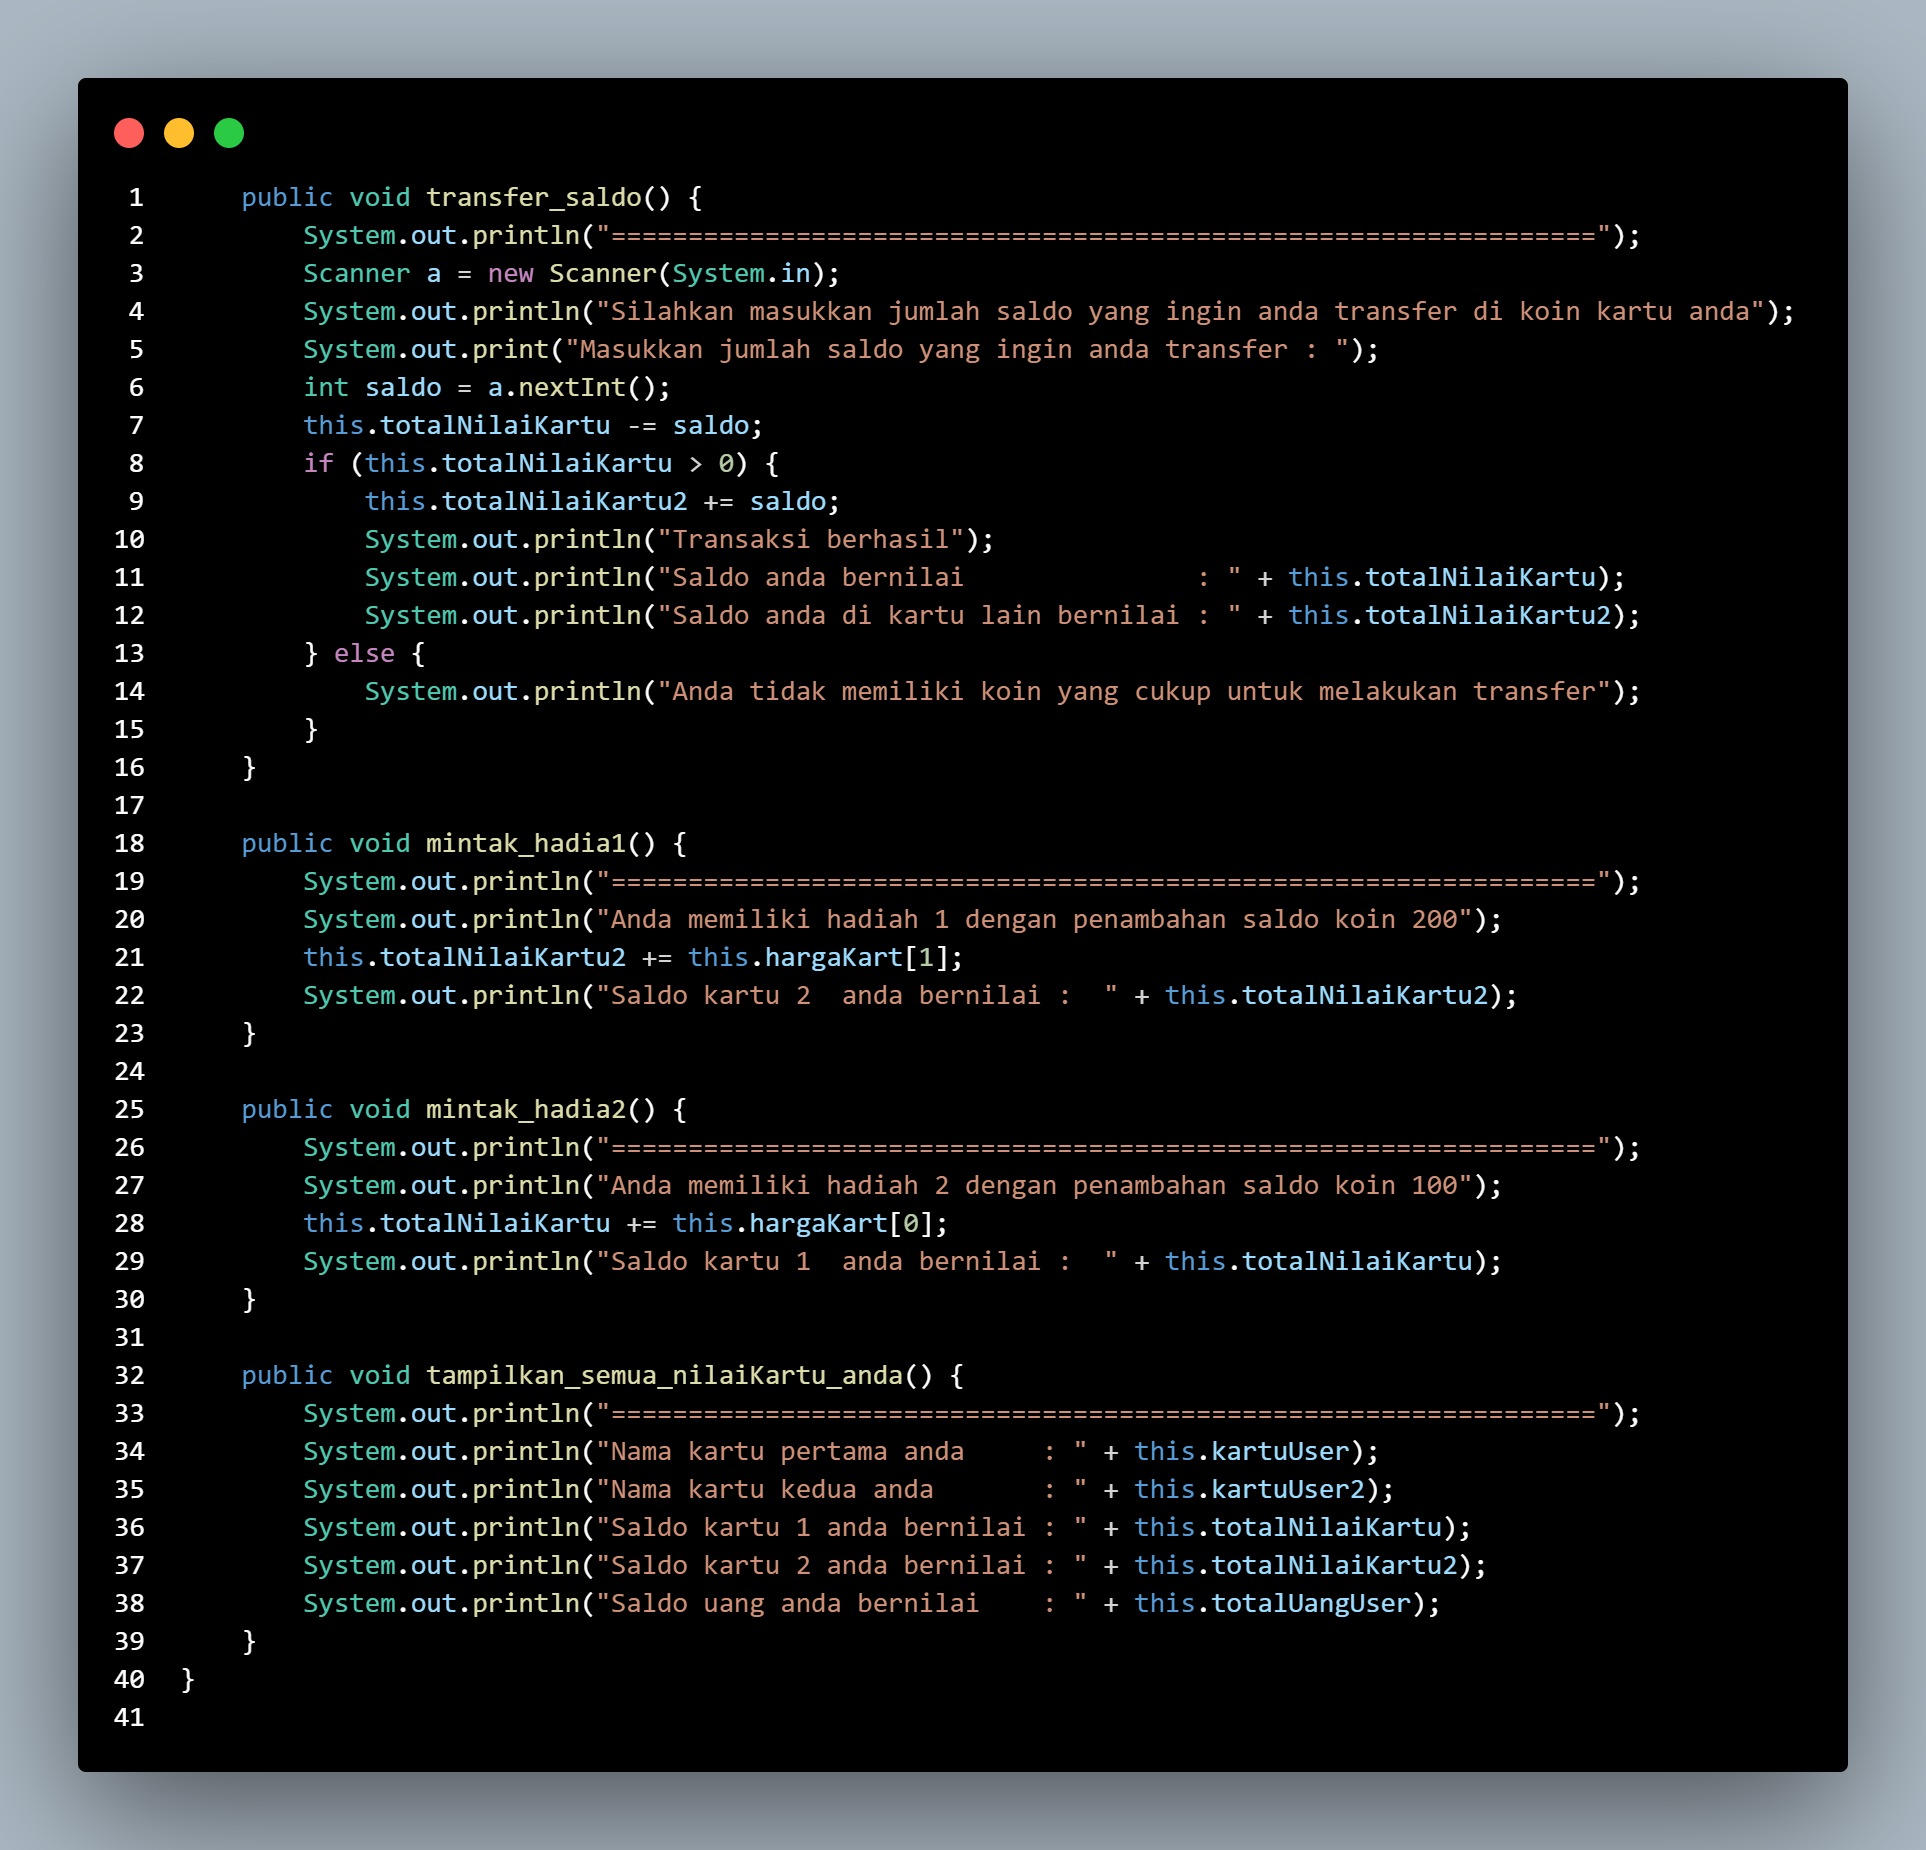 1     public void transfer_saldo() {
2         System.out.println("================================================================");
3         Scanner a = new Scanner(System.in);
4         System.out.println("Silahkan masukkan jumlah saldo yang ingin anda transfer di koin kartu anda");
5         System.out.print("Masukkan jumlah saldo yang ingin anda transfer : ");
6         int saldo = a.nextInt();
7         this.totalNilaiKartu -= saldo;
8         if (this.totalNilaiKartu > 0) {
9             this.totalNilaiKartu2 += saldo;
10             System.out.println("Transaksi berhasil");
11             System.out.println("Saldo anda bernilai               : " + this.totalNilaiKartu);
12             System.out.println("Saldo anda di kartu lain bernilai : " + this.totalNilaiKartu2);
13         } else {
14             System.out.println("Anda tidak memiliki koin yang cukup untuk melakukan transfer");
15         }
16     }
17
18     public void mintak_hadia1() {
19         System.out.println("================================================================");
20         System.out.println("Anda memiliki hadiah 1 dengan penambahan saldo koin 200");
21         this.totalNilaiKartu2 += this.hargaKart[1];
22         System.out.println("Saldo kartu 2  anda bernilai :  " + this.totalNilaiKartu2);
23     }
24
25     public void mintak_hadia2() {
26         System.out.println("================================================================");
27         System.out.println("Anda memiliki hadiah 2 dengan penambahan saldo koin 100");
28         this.totalNilaiKartu += this.hargaKart[0];
29         System.out.println("Saldo kartu 1  anda bernilai :  " + this.totalNilaiKartu);
30     }
31
32     public void tampilkan_semua_nilaiKartu_anda() {
33         System.out.println("================================================================");
34         System.out.println("Nama kartu pertama anda     : " + this.kartuUser);
35         System.out.println("Nama kartu kedua anda       : " + this.kartuUser2);
36         System.out.println("Saldo kartu 1 anda bernilai : " + this.totalNilaiKartu);
37         System.out.println("Saldo kartu 2 anda bernilai : " + this.totalNilaiKartu2);
38         System.out.println("Saldo uang anda bernilai    : " + this.totalUangUser);
39     }
40 }
41